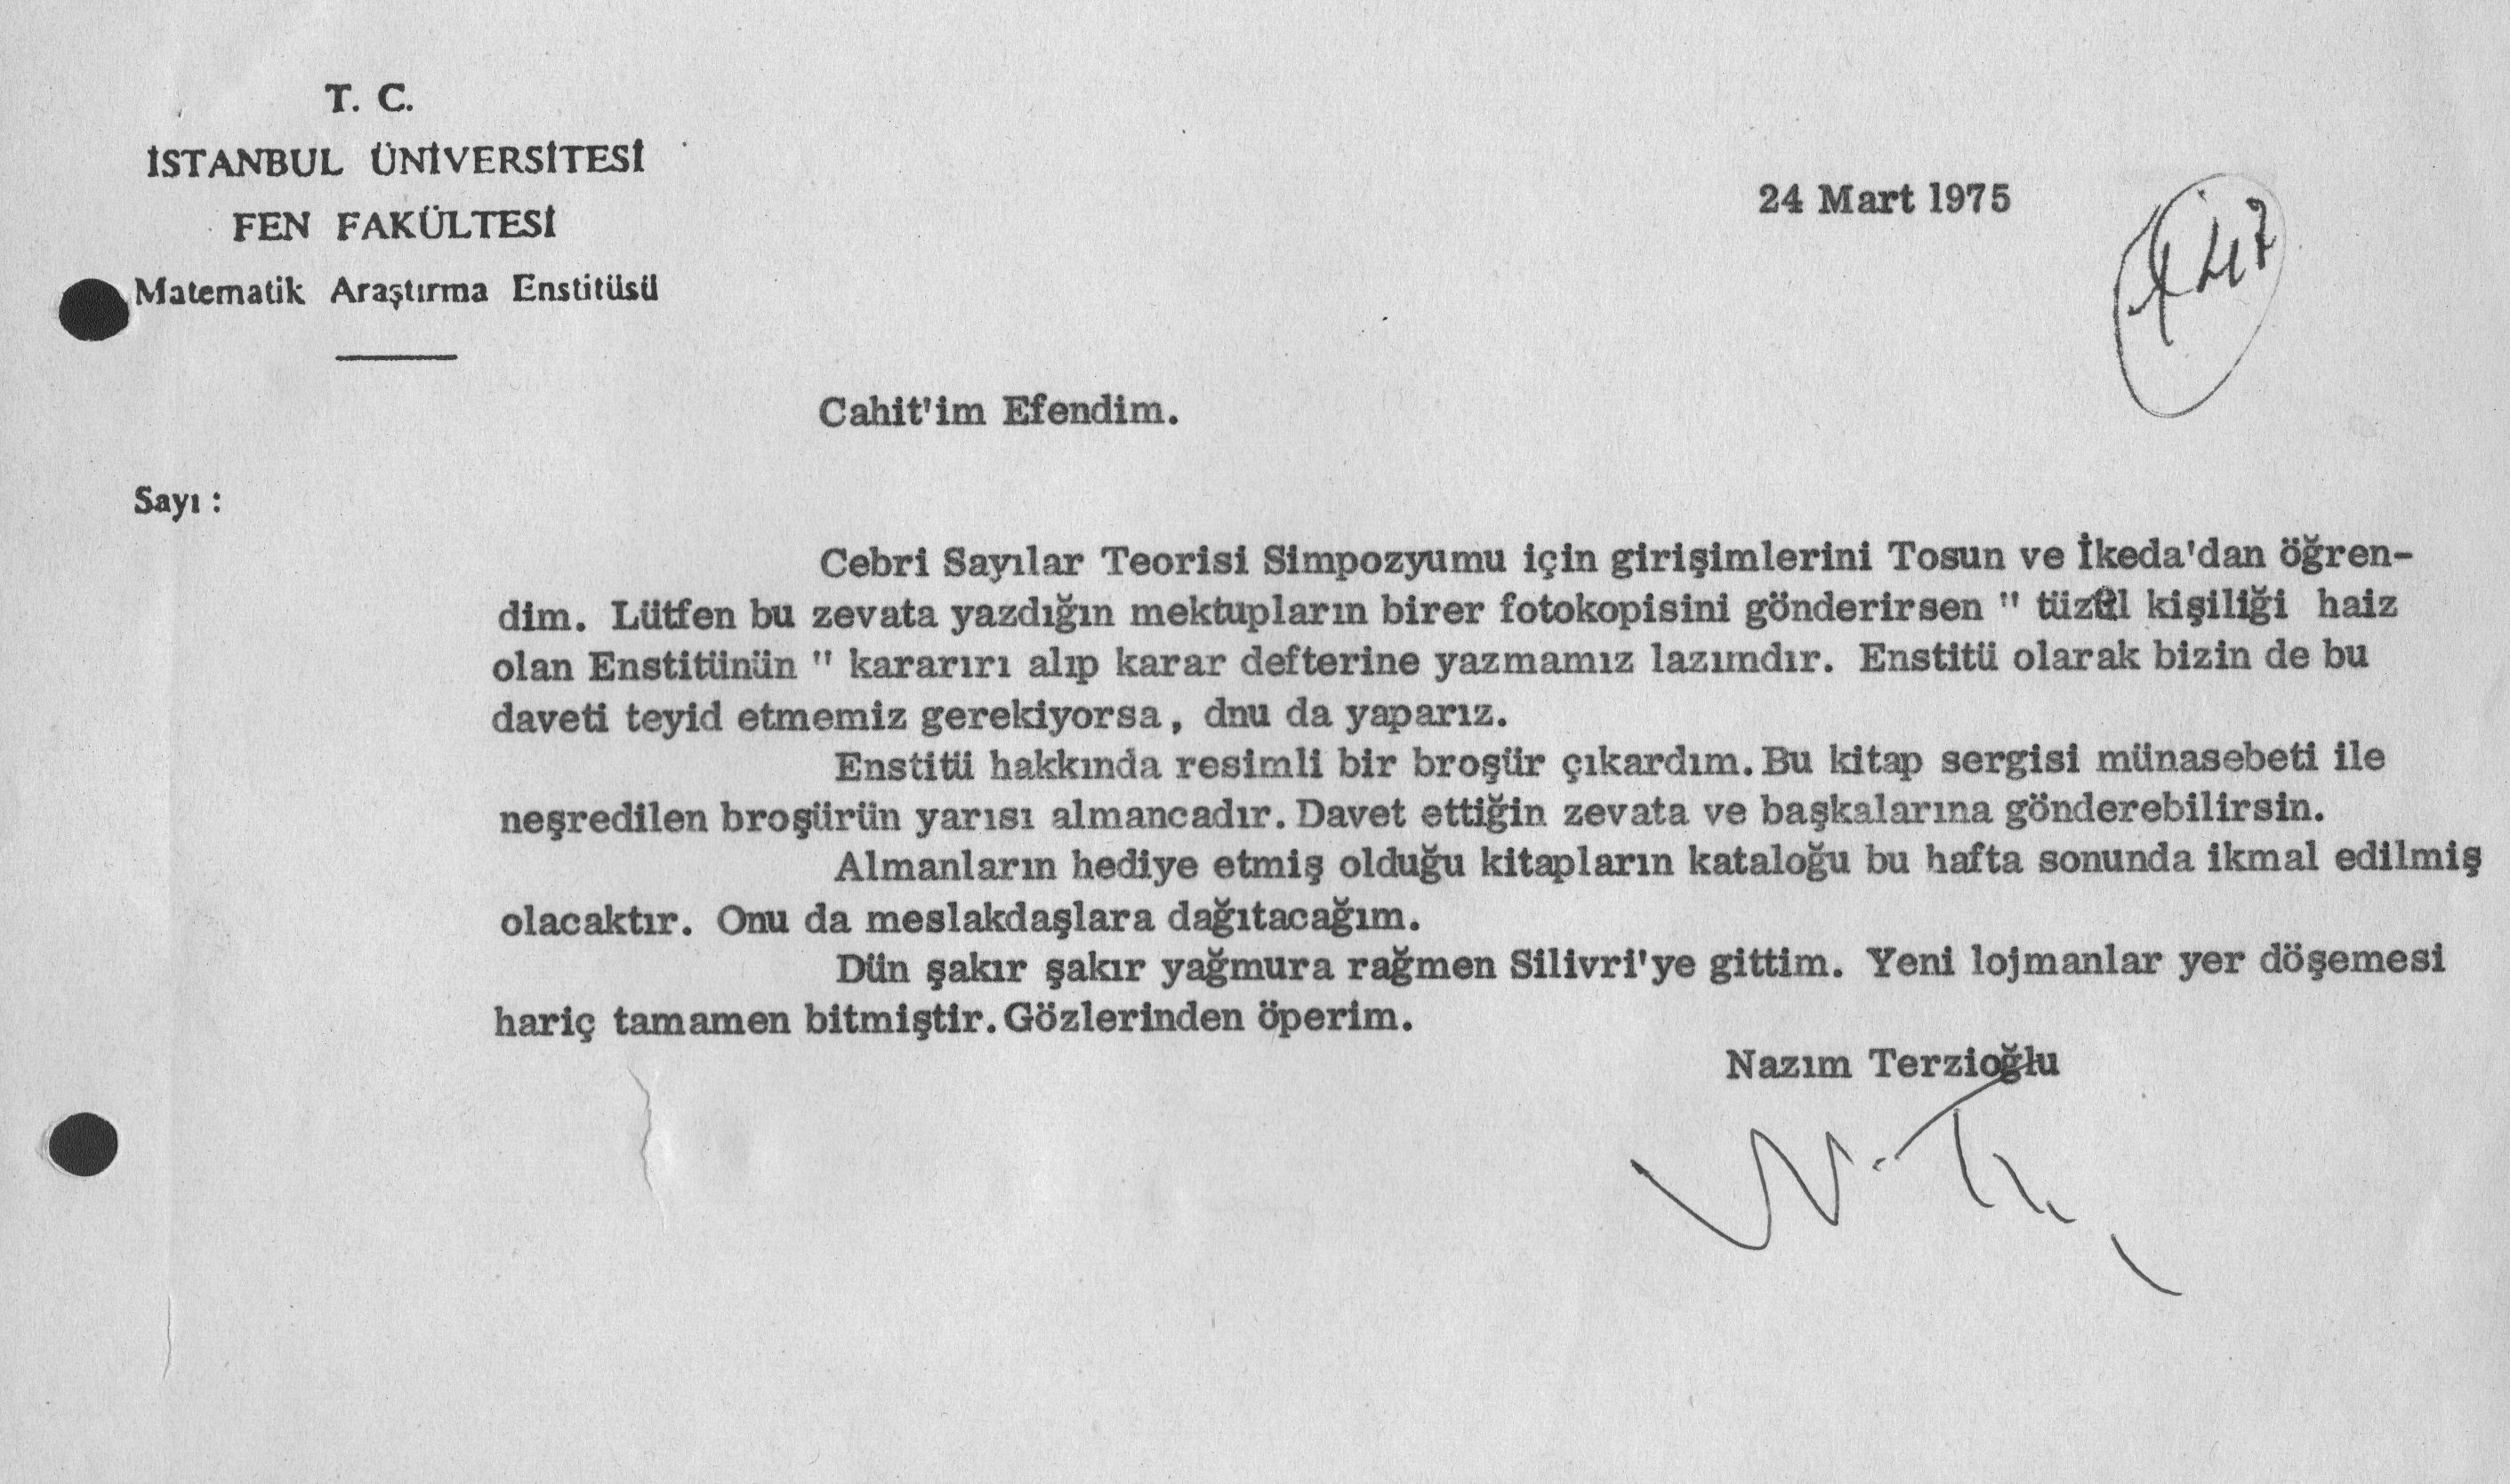 T. C.
İSTANBUL ÜNİVERSİTESİ
FEN FAKÜLTESİ
Matematik Araştırma Enstitüsü
24 Mart 1975
Cahit'im Efendim.
Sayı :
Cebri Sayılar Teorisi Simpozyumu için girişimlerini Tosun ve İkeda'dan öğren-
dim. Lütfen bu zevata yazdığın mektupların birer fotokopisini gönderirsen " tüzêl kişiliği haiz
olan Enstitünün " kararırı alıp karar defterine yazmamız lazımdır. Enstitü olarak bizin de bu
daveti teyid etmemiz gerekiyorsa, dnu da yaparız.
Enstitü hakkında resimli bir broşür çıkardım. Bu kitap sergisi münasebeti ile
neşredilen broşürün yarısı almancadır. Davet ettiğin zevata ve başkalarına gönderebilirsin.
Almanların hediye etmiş olduğu kitapların kataloğu bu hafta sonunda ikmal edilmiş
olacaktır. Onu da meslakdaşlara dağıtacağım.
Dün şakır şakır yağmura rağmen Silivri'ye gittim. Yeni lojmanlar yer döşemesi
hariç tamamen bitmiştir. Gözlerinden öperim.
Nazım Terzioğlu